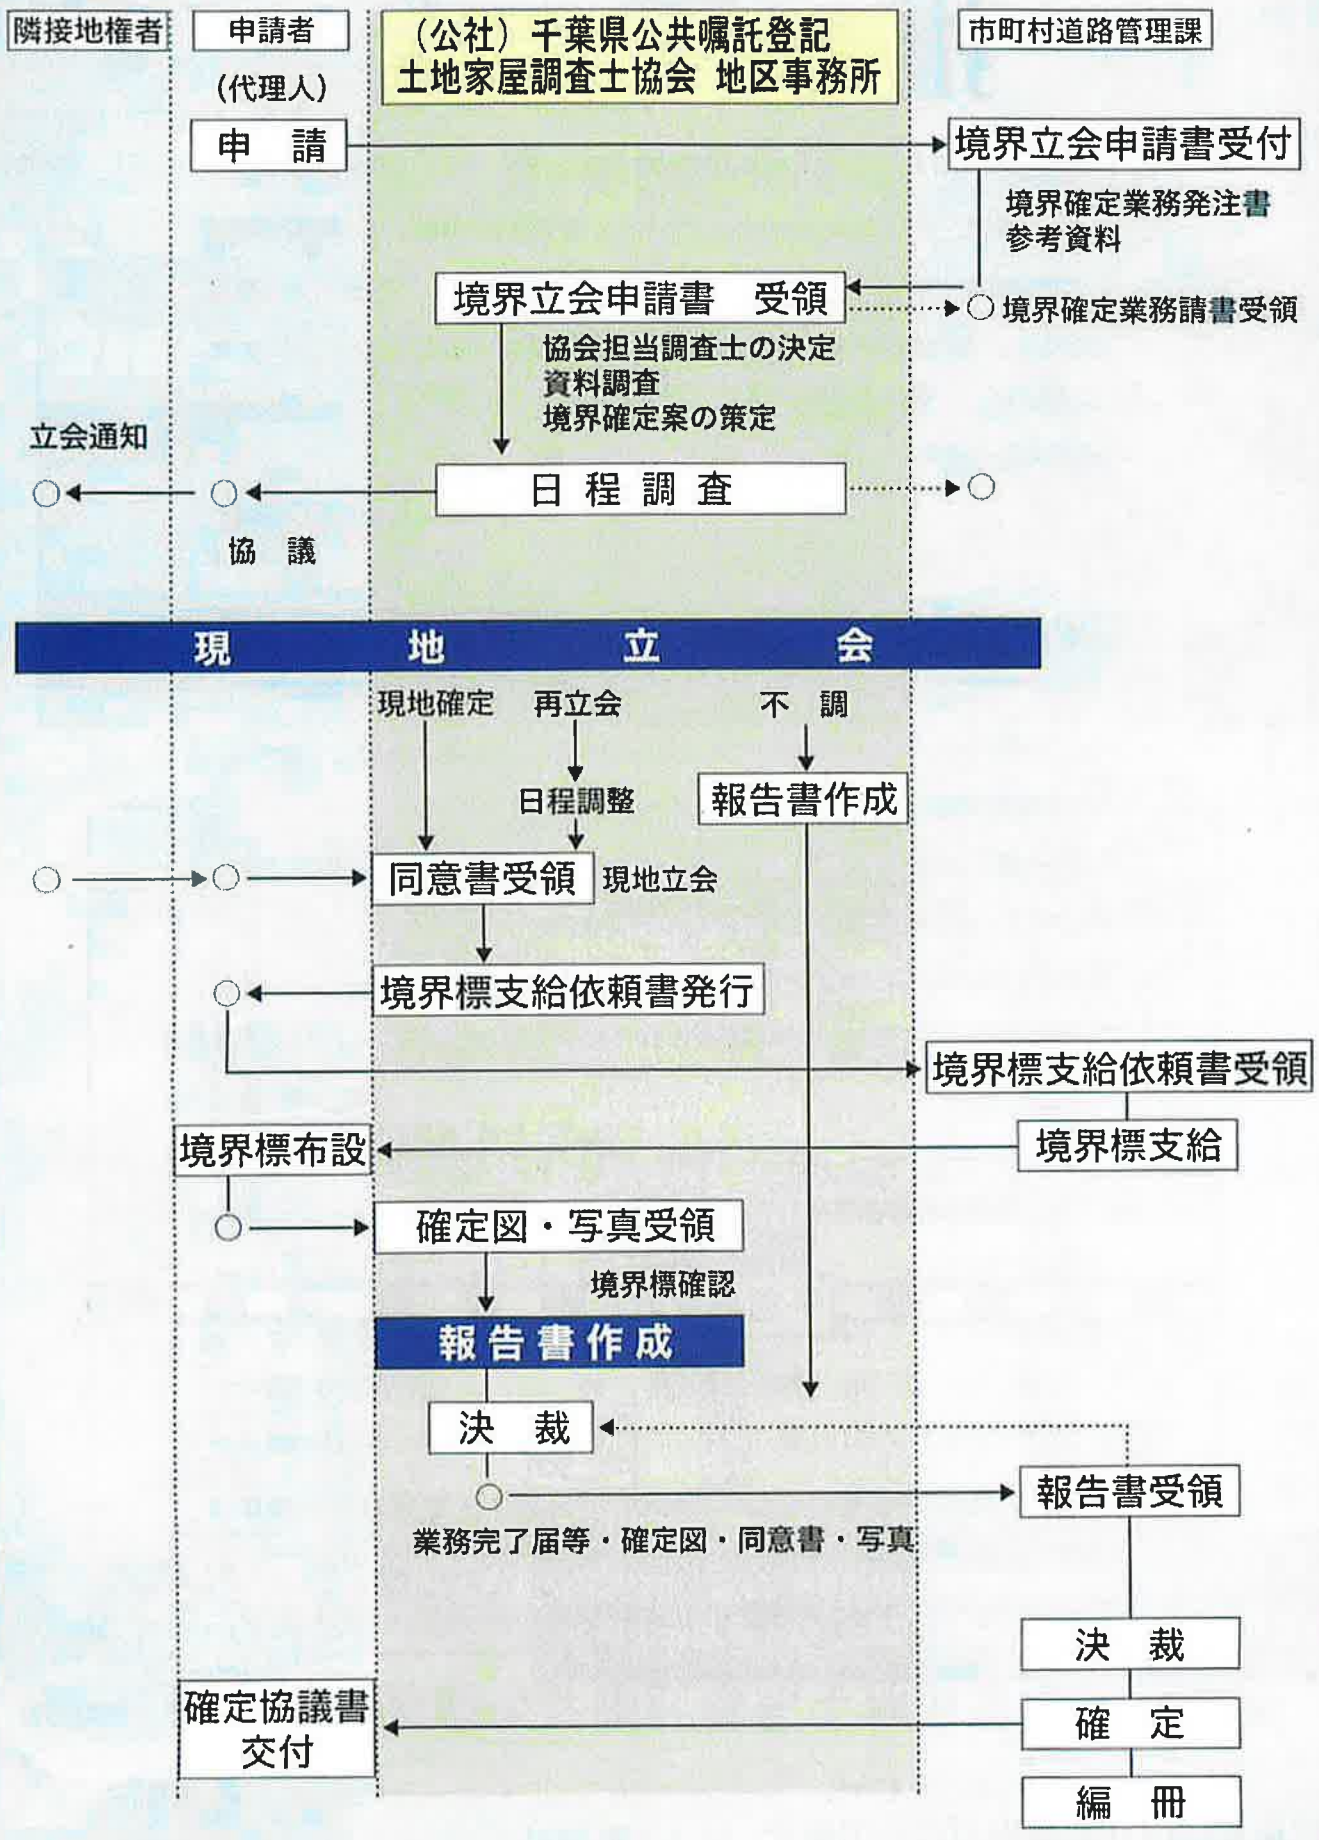 隣接地権者
申請者
(代理人)
（公社）千葉県公共嘱託登記
土地家屋調査士協会 地区事務所
市町村道路管理課
申 請
境界立会申請書受付
境界確定業務発注書
参考資料
境界立会申請書 受領
境界確定業務請書受領
協会担当調査士の決定
資料調査
境界確定案の策定
立会通知
日 程 調 査
協 議
現 地 立 会
現地確定
再立会
不 調
日程調整
報告書作成
同意書受領
現地立会
境界標支給依頼書発行
境界標支給依頼書受領
境界標布設
境界標支給
確定図・写真受領
境界標確認
報告書作成
決 裁
報告書受領
業務完了届等・確定図・同意書・写真
決 裁
確定協議書
交付
確 定
編 冊